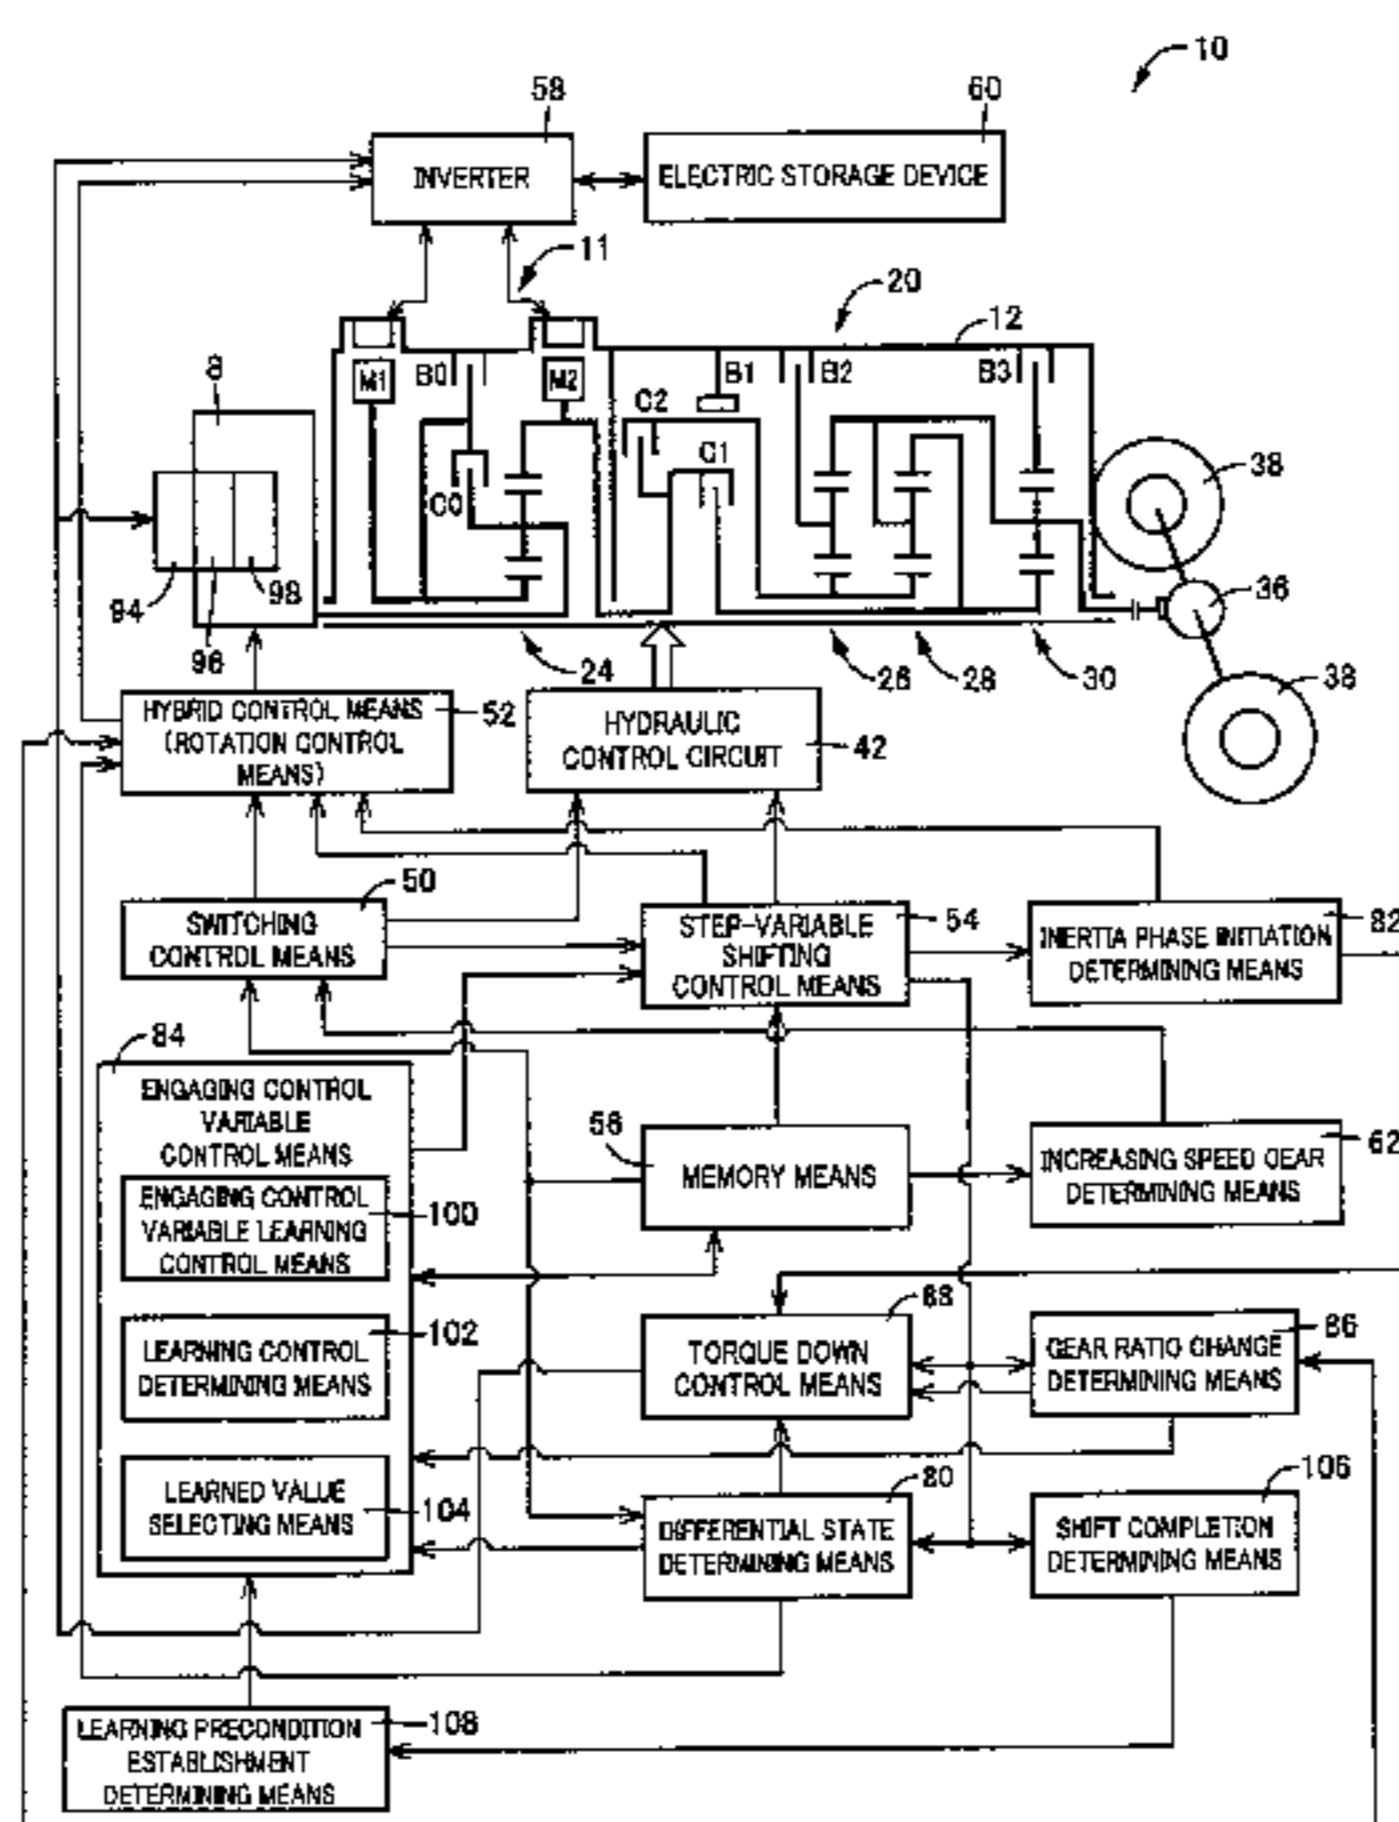 10
58
60
INVERTER
ELECTRIC STORAGE DEVICE
11
20
12
8
M1
B0
M2
B1
B2
B3
C2
C1
C0
38
94
96
98
36
24
26
28
30
38
HYBRID CONTROL MEANS
(ROTATION CONTROL
MEANS)
52
HYDRAULIC
CONTROL CIRCUIT
42
50
SWITCHING
CONTROL MEANS
STEP-VARIABLE
SHIFTING
CONTROL MEANS
54
INERTIA PHASE INITIATION
DETERMINING MEANS
82
84
ENGAGING CONTROL
VARIABLE
CONTROL MEANS
56
MEMORY MEANS
INCREASING SPEED GEAR
DETERMINING MEANS
62
ENGAGING CONTROL
VARIABLE LEARNING
CONTROL MEANS
100
LEARNING CONTROL
DETERMINING MEANS
102
TORQUE DOWN
CONTROL MEANS
GEAR RATIO CHANGE
DETERMINING MEANS
86
LEARNED VALUE
SELECTING MEANS
104
80
DIFFERENTIAL STATE
DETERMINING MEANS
106
SHIFT COMPLETION
DETERMINING MEANS
LEARNING PRECONDITION
ESTABLISHMENT
DETERMINING MEANS
108